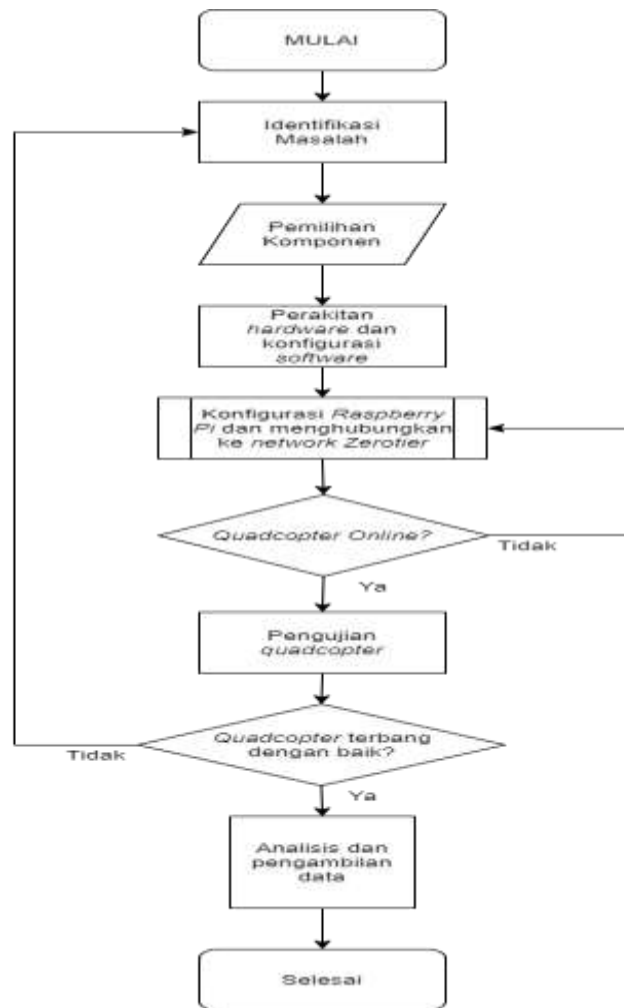 MULAI
Identifikasi
Masalah
Pemilihan
Komponen
Perakitan
hardware dan
konfigurasi
software
Konfigurasi Raspberry
Pi dan menghubungkan
ke network Zerotier
Quadcopter Online?
Tidak
Ya
Pengujian
quadcopter
Quadcopter terbang
dengan baik?
Tidak
Ya
Analisis dan
pengambilan
data
Selesai